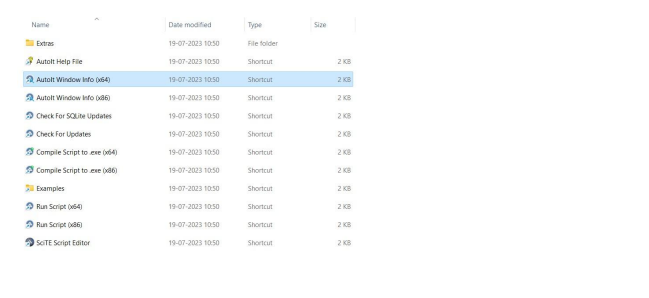 Name Date modified Type Size
Extras 19-07-2023 10:50 File folder
AutoIt Help File 19-07-2023 10:50 Shortcut 2 KB
AutoIt Window Info (x64) 19-07-2023 10:50 Shortcut 2 KB
AutoIt Window Info (x86) 19-07-2023 10:50 Shortcut 2 KB
Check For SQLite Updates 19-07-2023 10:50 Shortcut 2 KB
Check For Updates 19-07-2023 10:50 Shortcut 2 KB
Compile Script to .exe (x64) 19-07-2023 10:50 Shortcut 2 KB
Compile Script to .exe (x86) 19-07-2023 10:50 Shortcut 2 KB
Examples 19-07-2023 10:50 Shortcut 2 KB
Run Script (x64) 19-07-2023 10:50 Shortcut 2 KB
Run Script (x86) 19-07-2023 10:50 Shortcut 2 KB
SciTE Script Editor 19-07-2023 10:50 Shortcut 2 KB